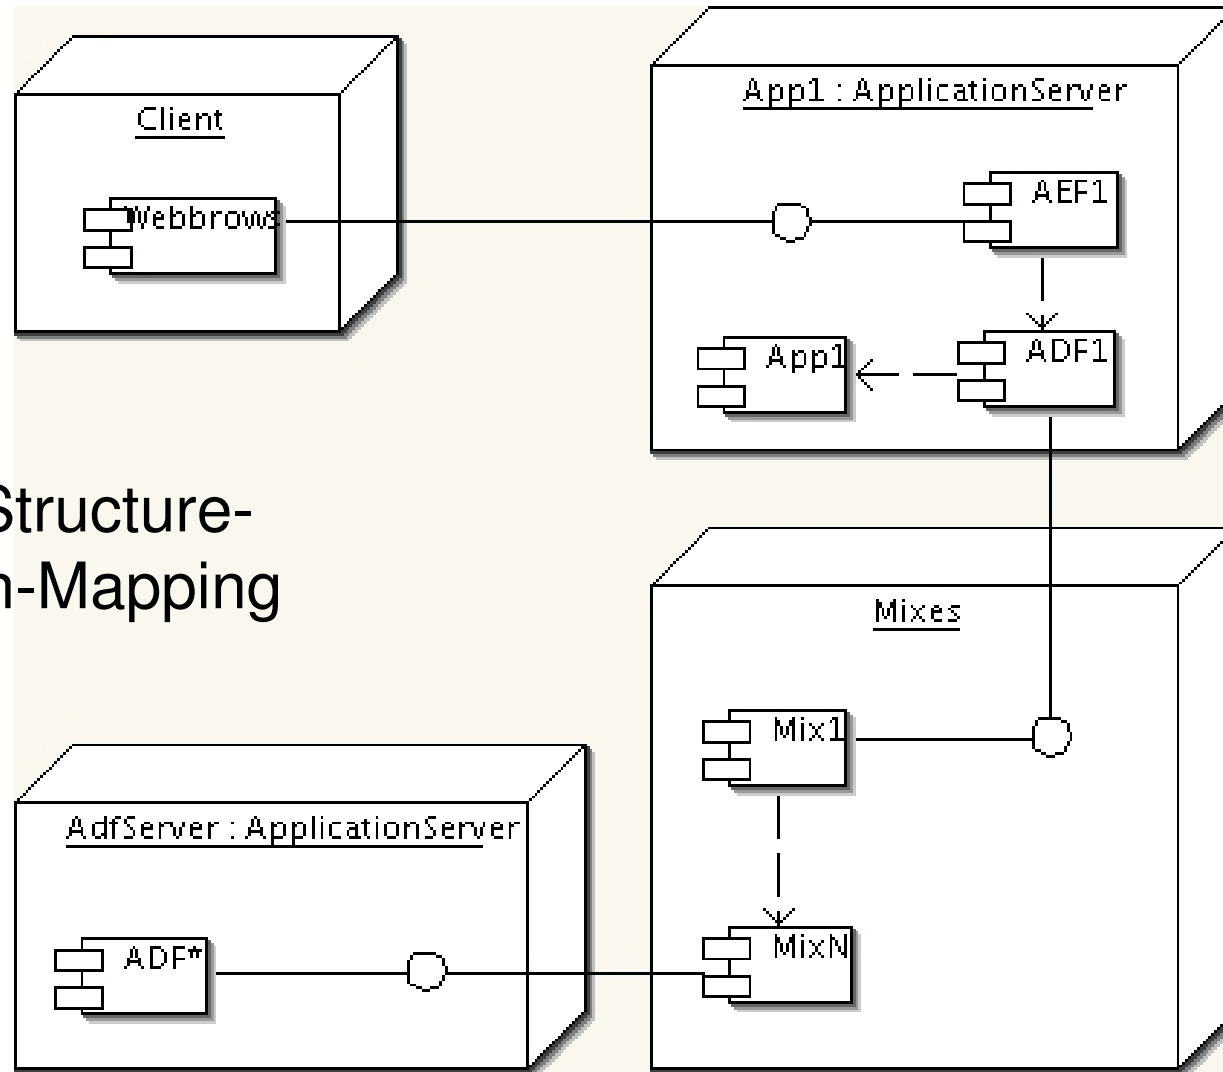 Client
Webbrows
App1 : ApplicationServer
AEF1
App1
ADF1
Structure-
n-Mapping
Mixes
Mix1
MixN
AdfServer : ApplicationServer
ADF*